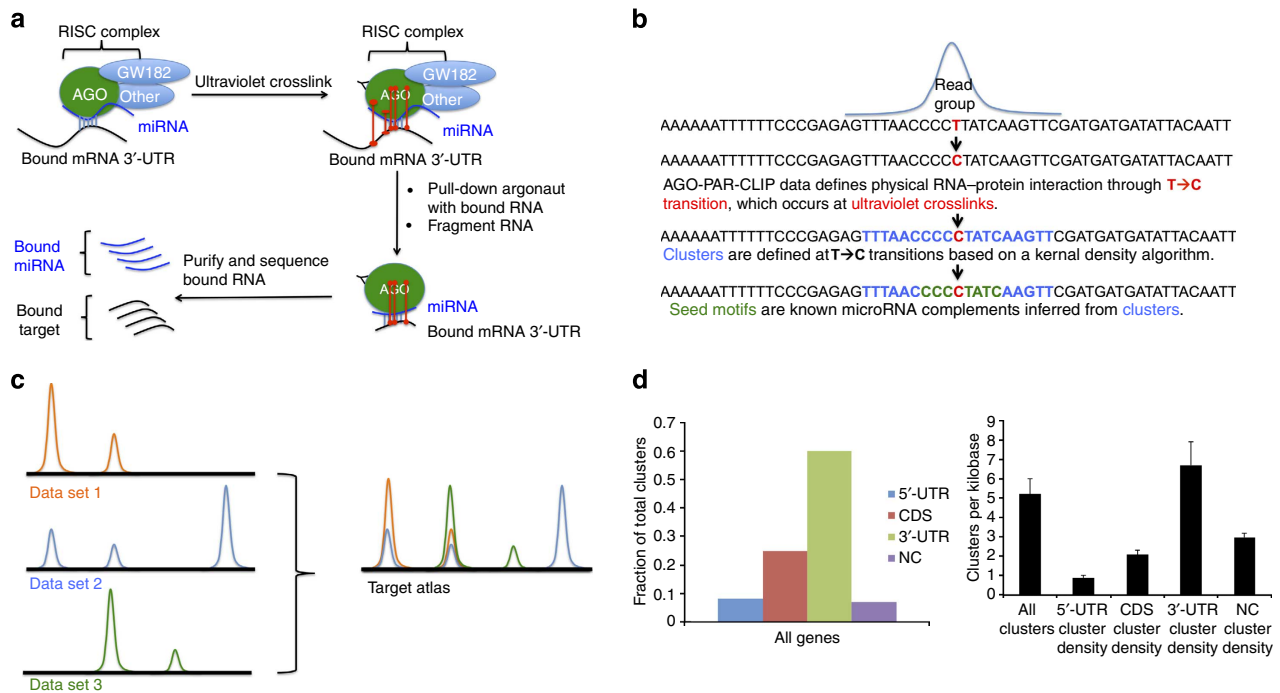 a
RISC complex
GW182
AGO
Other
miRNA
Bound mRNA 3′-UTR
Ultraviolet crosslink
RISC complex
GW182
AGO
Other
miRNA
Bound mRNA 3′-UTR
• Pull-down argonaut
with bound RNA
• Fragment RNA
AGO
miRNA
Bound mRNA 3′-UTR
Purify and sequence
bound RNA
Bound
miRNA
Bound
target
b
Read
group
AAAAAATTTTTTCCCGAGAGTTTAACCCCTTATCAAGTTCGATGATGATATTACAATT
AAAAAATTTTTTCCCGAGAGTTTAACCCCCTATCAAGTTCGATGATGATATTACAATT
AGO-PAR-CLIP data defines physical RNA–protein interaction through T→C
transition, which occurs at ultraviolet crosslinks.
AAAAAATTTTTTCCCGAGAGTTTAACCCCCTATCAAGTTCGATGATGATATTACAATT
Clusters are defined at T→C transitions based on a kernal density algorithm.
AAAAAATTTTTTCCCGAGAGTTTAACCCCCTATCAAGTTCGATGATGATATTACAATT
Seed motifs are known microRNA complements inferred from clusters.
c
Data set 1
Data set 2
Data set 3
Target atlas
d
Fraction of total clusters
0.7
0.6
0.5
0.4
0.3
0.2
0.1
0
All genes
5′-UTR
CDS
3′-UTR
NC
Clusters per kilobase
9
8
7
6
5
4
3
2
1
0
All
clusters
5′-UTR
cluster
density
CDS
cluster
density
3′-UTR
cluster
density
NC
cluster
density